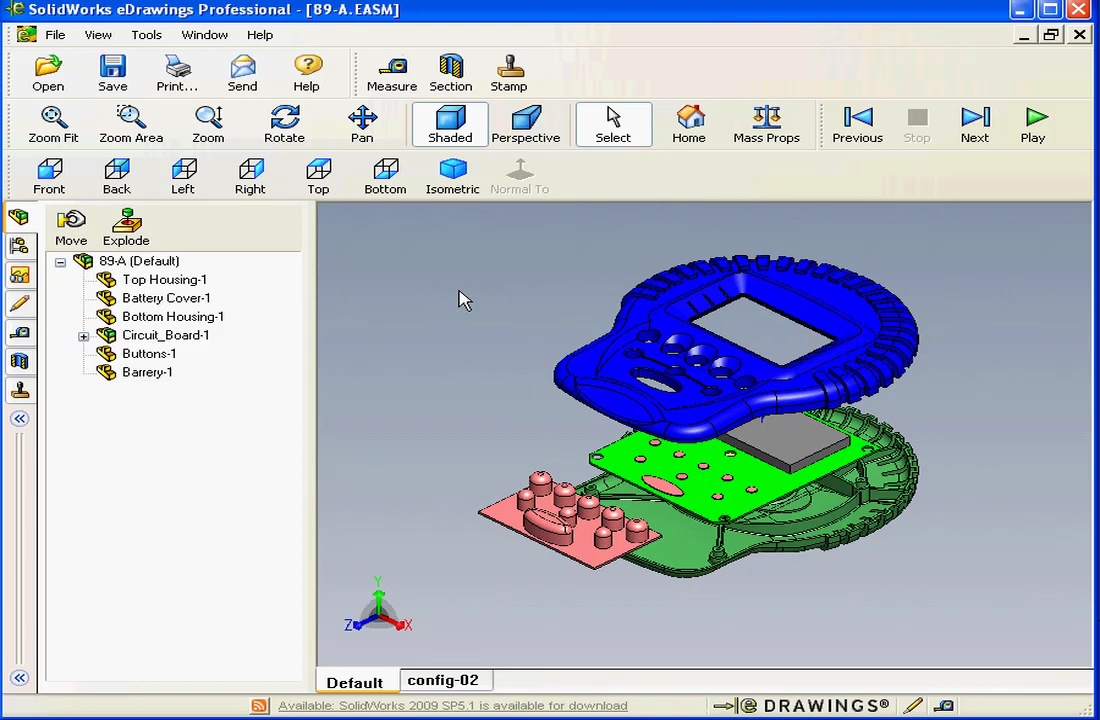 SolidWorks eDrawings Professional - [89-A.EASM]
File View Tools Window Help
Open Save Print... Send Help Measure Section Stamp
Zoom Fit Zoom Area Zoom Rotate Pan Shaded Perspective Select Home Mass Props Previous Stop Next Play
Front Back Left Right Top Bottom Isometric Normal To
Move Explode
89-A (Default)
Top Housing-1
Battery Cover-1
Bottom Housing-1
Circuit_Board-1
Buttons-1
Barrery-1
Y
Z X
Default config-02
Available: SolidWorks 2009 SP5.1 is available for download
e DRAWINGS®